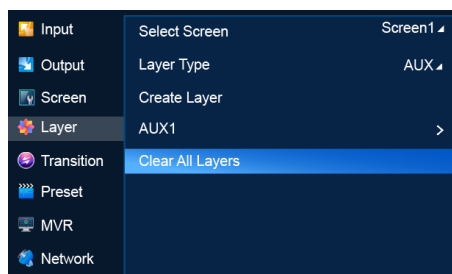 Input
Select Screen Screen1
Output
Layer Type AUX
Screen
Create Layer
Layer
AUX1 >
Transition
Clear All Layers
Preset
MVR
Network